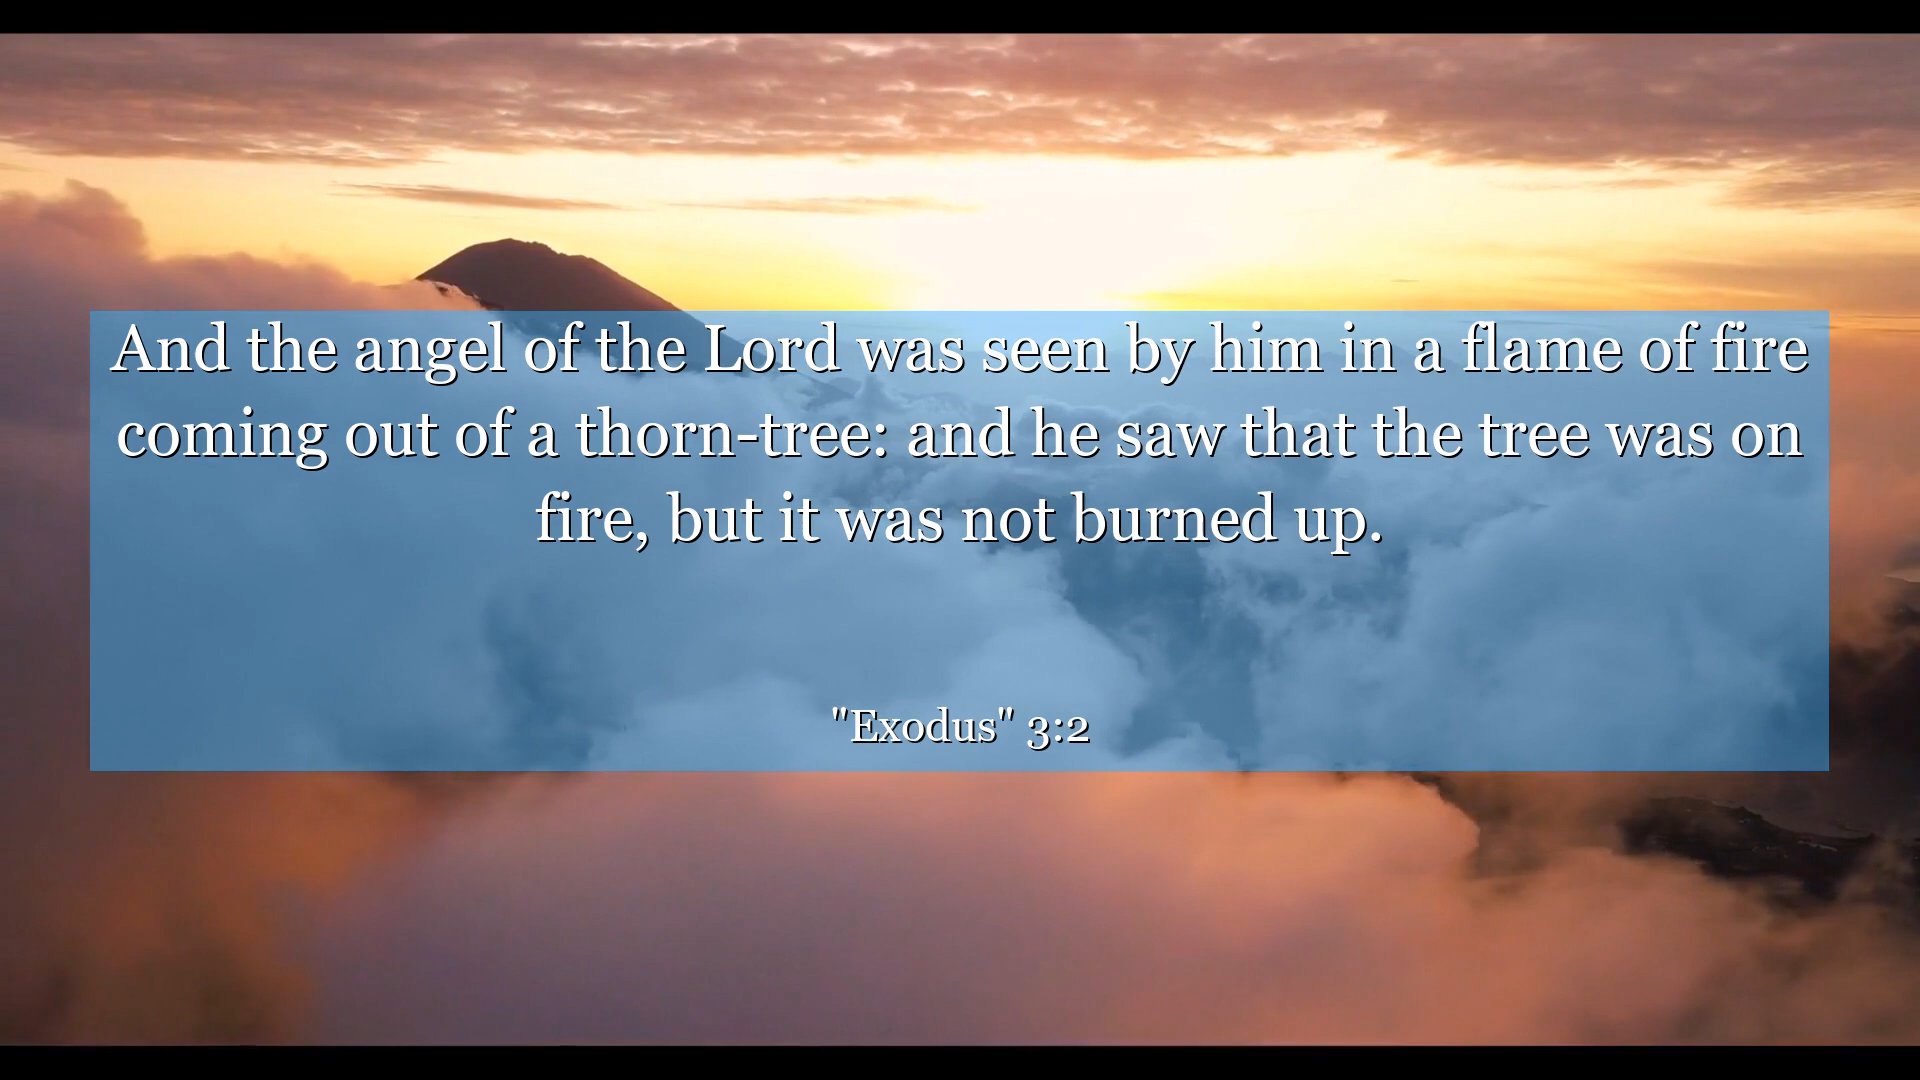 And the angel of the Lord was seen by him in a flame of fire
coming out of a thorn-tree: and he saw that the tree was on
fire, but it was not burned up.
"Exodus" 3:2